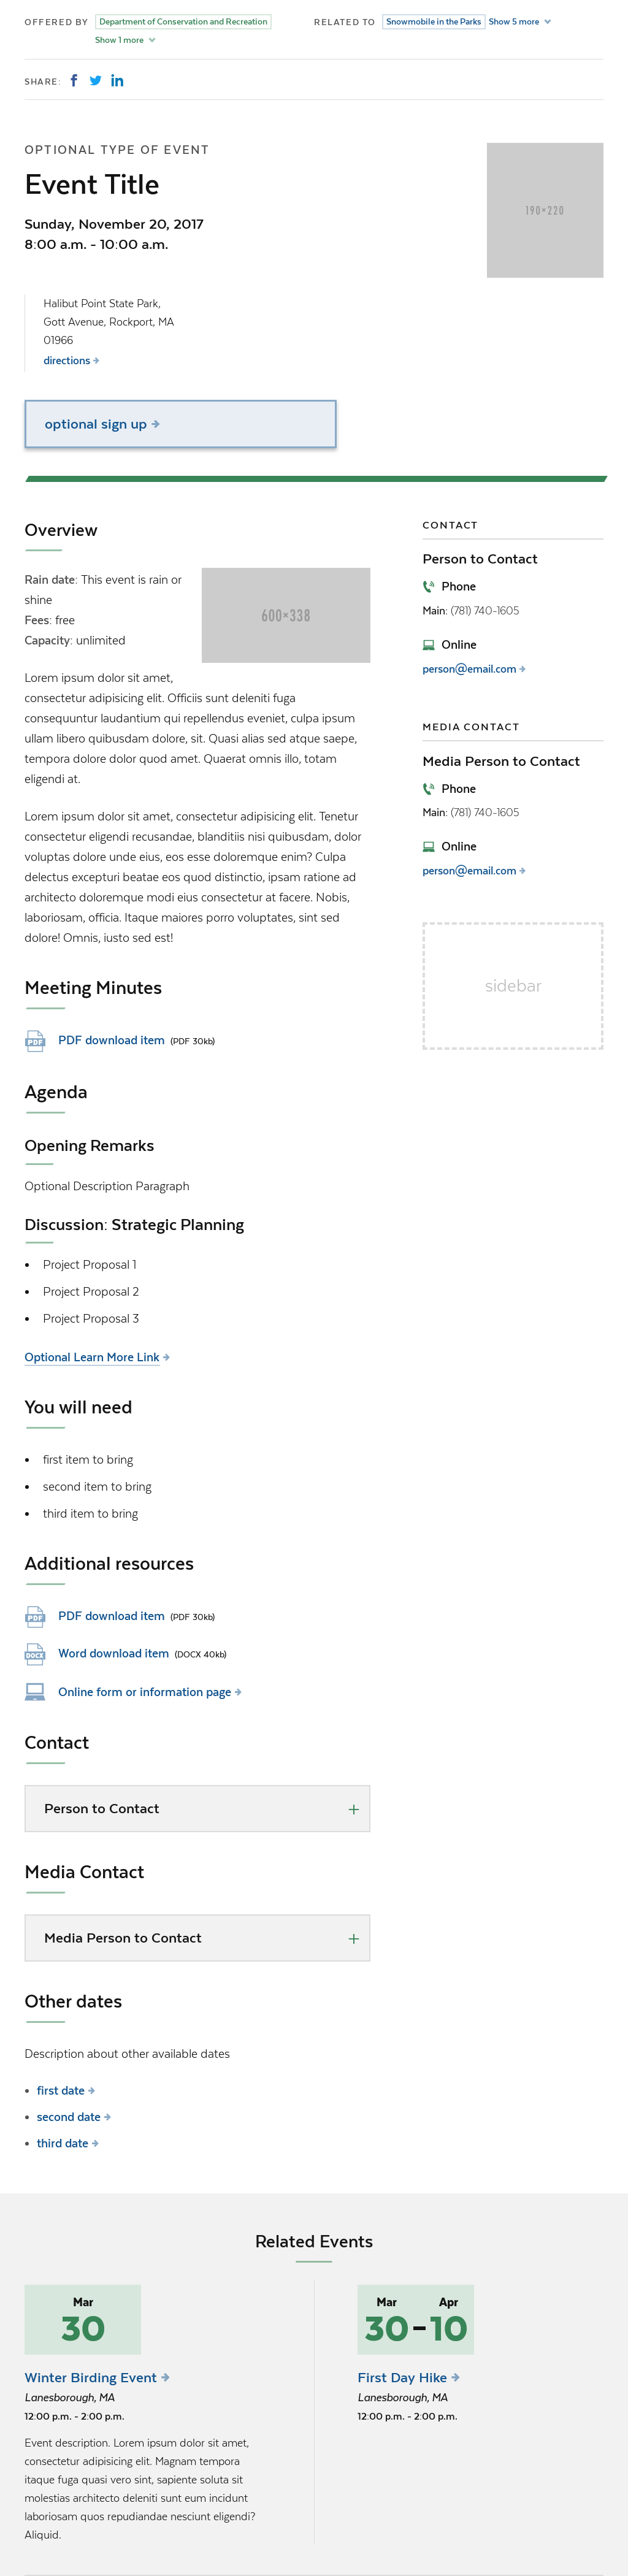 OFFERED BY Department of Conservation and Recreation
Show 1 more
RELATED TO Snowmobile in the Parks Show 5 more
SHARE:
OPTIONAL TYPE OF EVENT
Event Title
Sunday, November 20, 2017
8:00 a.m. - 10:00 a.m.
190×220
Halibut Point State Park,
Gott Avenue, Rockport, MA
01966
directions
optional sign up
Overview
Rain date: This event is rain or
shine
Fees: free
Capacity: unlimited
600×338
Lorem ipsum dolor sit amet,
consectetur adipisicing elit. Officiis sunt deleniti fuga
consequuntur laudantium qui repellendus eveniet, culpa ipsum
ullam libero quibusdam dolore, sit. Quasi alias sed atque saepe,
tempora dolore dolor quod amet. Quaerat omnis illo, totam
eligendi at.
Lorem ipsum dolor sit amet, consectetur adipisicing elit. Tenetur
consectetur eligendi recusandae, blanditiis nisi quibusdam, dolor
voluptas dolore unde eius, eos esse doloremque enim? Culpa
delectus excepturi beatae eos quod distinctio, ipsam ratione ad
architecto doloremque modi eius consectetur at facere. Nobis,
laboriosam, officia. Itaque maiores porro voluptates, sint sed
dolore! Omnis, iusto sed est!
Meeting Minutes
PDF PDF download item (PDF 30kb)
Agenda
Opening Remarks
Optional Description Paragraph
Discussion: Strategic Planning
• Project Proposal 1
• Project Proposal 2
• Project Proposal 3
Optional Learn More Link
You will need
• first item to bring
• second item to bring
• third item to bring
Additional resources
PDF PDF download item (PDF 30kb)
DOCX Word download item (DOCX 40kb)
Online form or information page
Contact
Person to Contact +
Media Contact
Media Person to Contact +
Other dates
Description about other available dates
• first date
• second date
• third date
CONTACT
Person to Contact
Phone
Main: (781) 740-1605
Online
person@email.com
MEDIA CONTACT
Media Person to Contact
Phone
Main: (781) 740-1605
Online
person@email.com
sidebar
Related Events
Mar
30
Winter Birding Event
Lanesborough, MA
12:00 p.m. - 2:00 p.m.
Event description. Lorem ipsum dolor sit amet,
consectetur adipisicing elit. Magnam tempora
itaque fuga quasi vero sint, sapiente soluta sit
molestias architecto deleniti sunt eum incidunt
laboriosam quos repudiandae nesciunt eligendi?
Aliquid.
Mar Apr
30-10
First Day Hike
Lanesborough, MA
12:00 p.m. - 2:00 p.m.